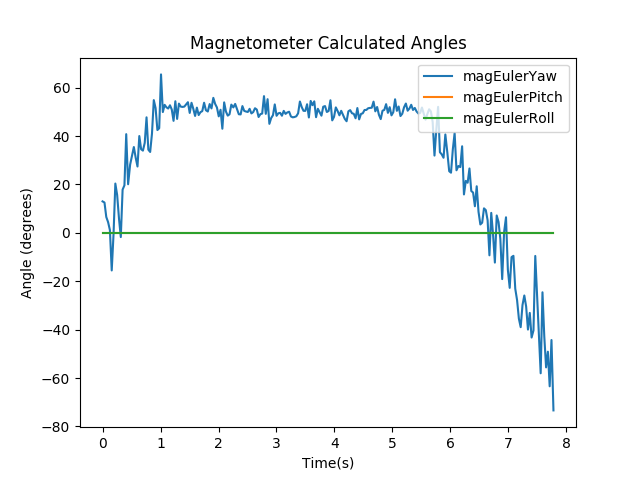 Magnetometer Calculated Angles
magEulerYaw
magEulerPitch
magEulerRoll
60
40
20
0
−20
−40
−60
−80
Angle (degrees)
0 1 2 3 4 5 6 7 8
Time(s)